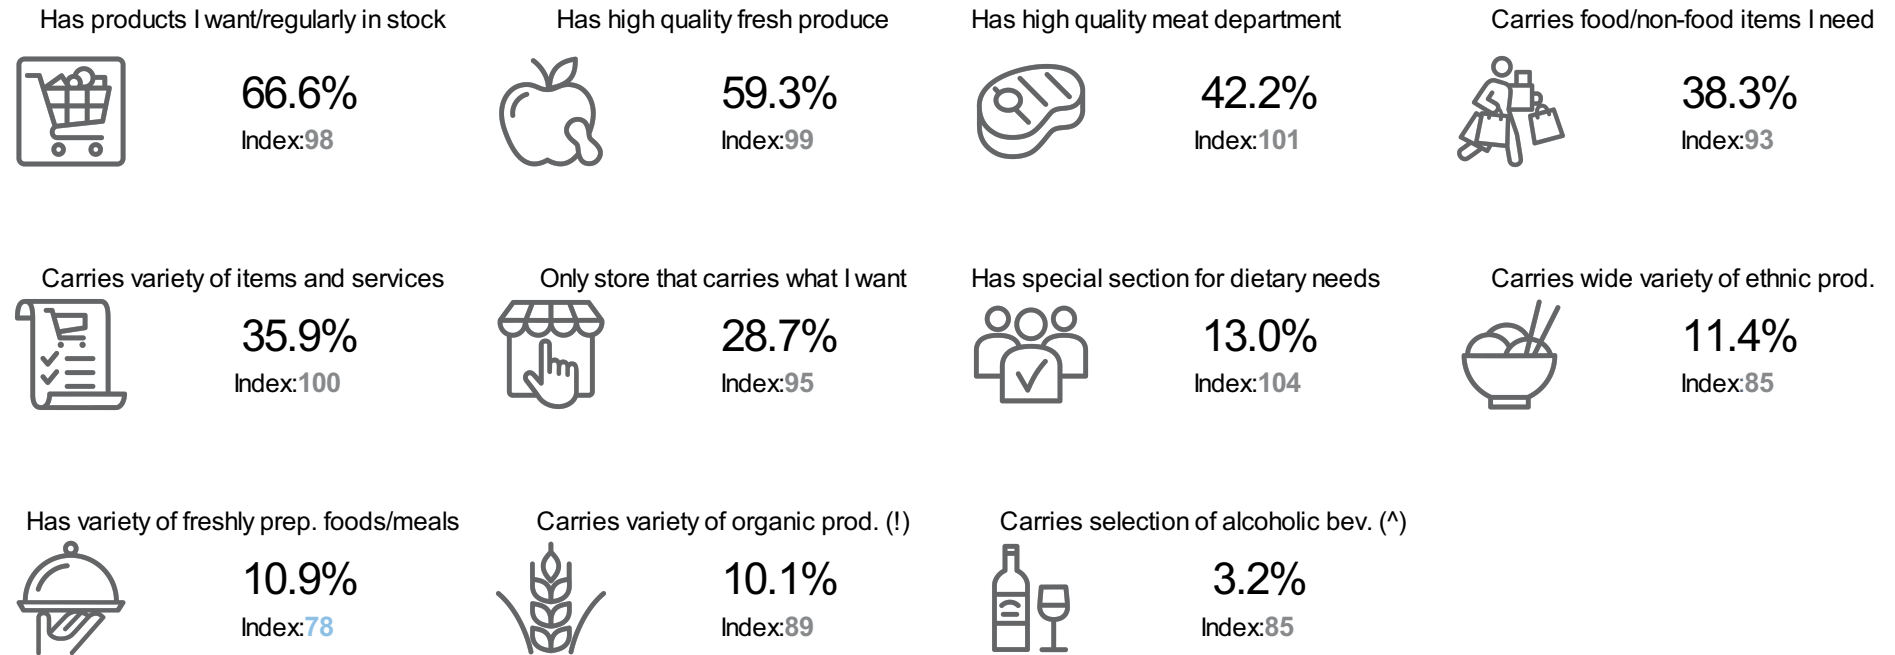 Has products I want/regularly in stock
66.6%
Index:98
Has high quality fresh produce
59.3%
Index:99
Has high quality meat department
42.2%
Index:101
Carries food/non-food items I need
38.3%
Index:93
Carries variety of items and services
35.9%
Index:100
Only store that carries what I want
28.7%
Index:95
Has special section for dietary needs
13.0%
Index:104
Carries wide variety of ethnic prod.
11.4%
Index:85
Has variety of freshly prep. foods/meals
10.9%
Index:78
Carries variety of organic prod. (!)
10.1%
Index:89
Carries selection of alcoholic bev. (^)
3.2%
Index:85